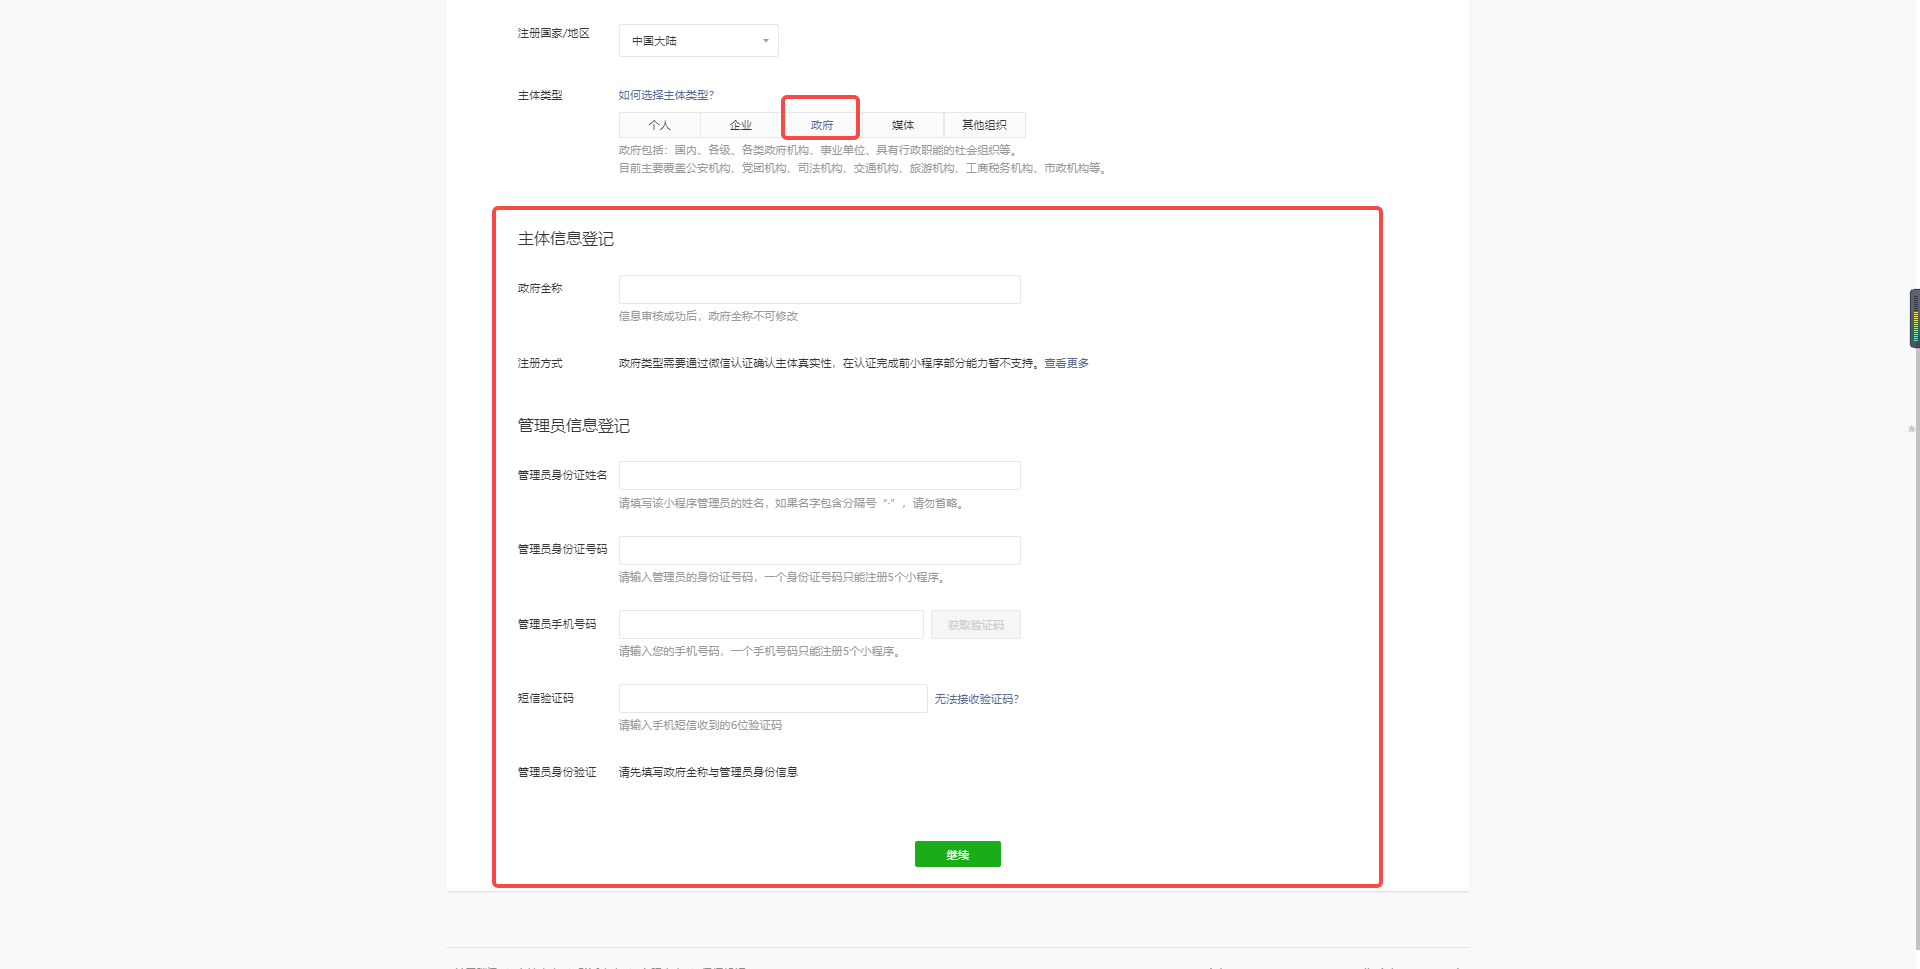 注册国家/地区
中国大陆
主体类型
如何选择主体类型?
个人 企业 政府 媒体 其他组织
政府包括：国内、各级、各类政府机构、事业单位、具有行政职能的社会组织等。
目前主要覆盖公安机构、党团机构、司法机构、交通机构、旅游机构、工商税务机构、市政机构等。
主体信息登记
政府全称
信息审核成功后，政府全称不可修改
注册方式
政府类型需要通过微信认证确认主体真实性，在认证完成前小程序部分能力暂不支持。查看更多
管理员信息登记
管理员身份证姓名
请填写该小程序管理员的姓名，如果名字包含分隔号“·”，请勿省略。
管理员身份证号码
请输入管理员的身份证号码，一个身份证号码只能注册5个小程序。
管理员手机号码
获取验证码
请输入您的手机号码，一个手机号码只能注册5个小程序。
短信验证码
无法接收验证码?
请输入手机短信收到的6位验证码
管理员身份验证
请先填写政府全称与管理员身份信息
继续